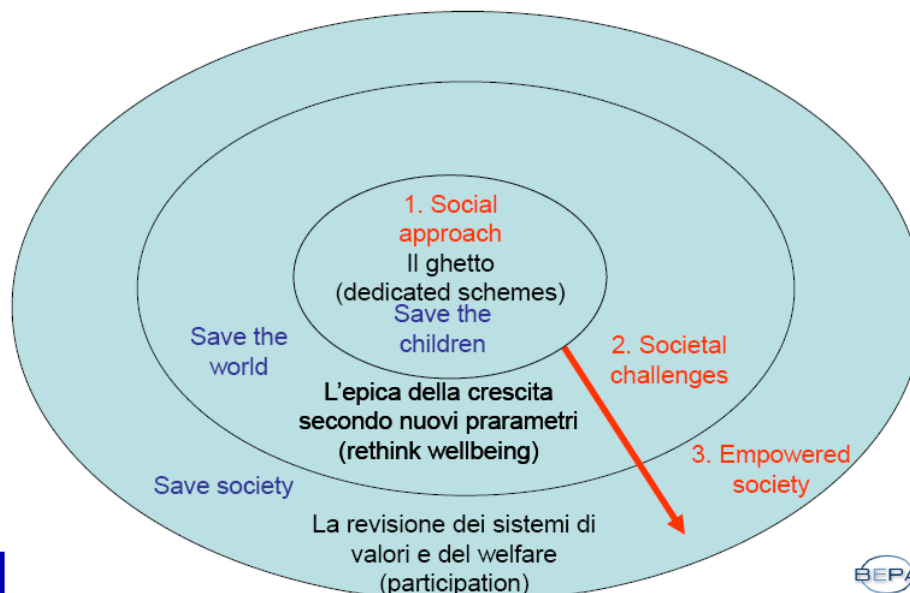 1. Social
approach
Il ghetto
(dedicated schemes)
Save the
children
Save the
world
2. Societal
challenges
L'epica della crescita
secondo nuovi prarametri
(rethink wellbeing)
3. Empowered
society
Save society
La revisione dei sistemi di
valori e del welfare
(participation)
BEPA